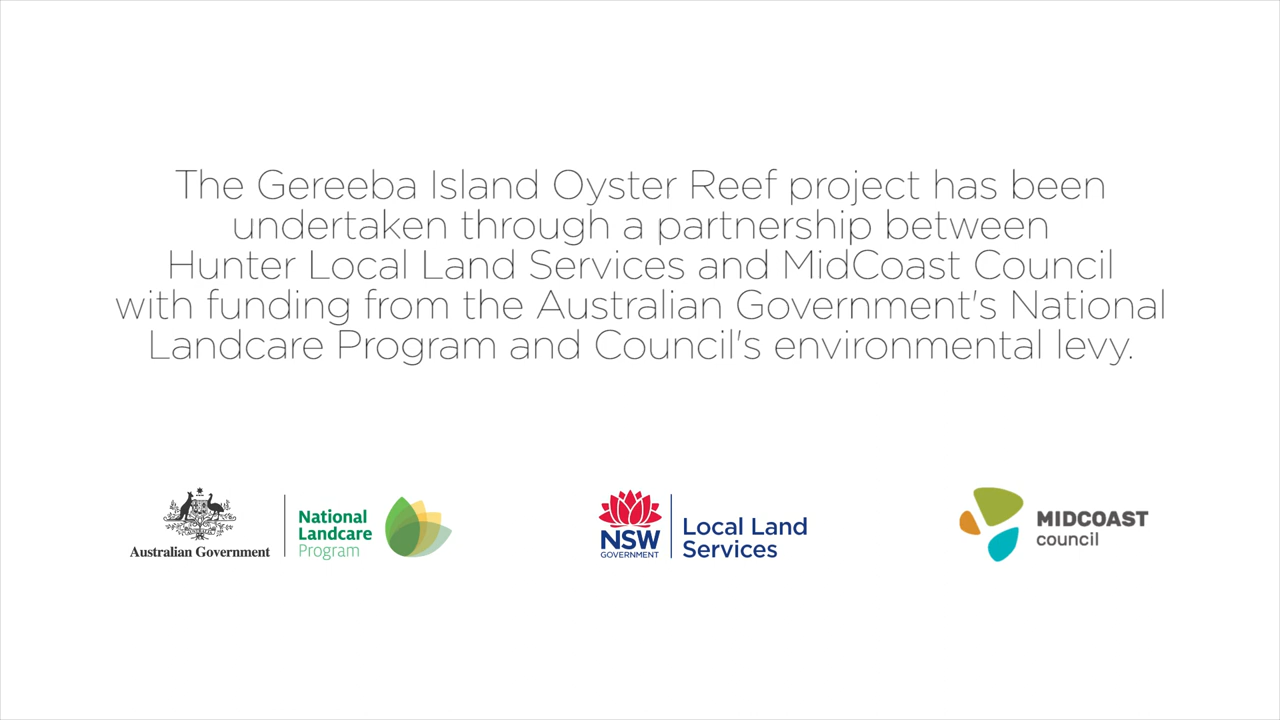 The Gereeba Island Oyster Reef project has been
undertaken through a partnership between
Hunter Local Land Services and MidCoast Council
with funding from the Australian Government's National
Landcare Program and Council's environmental levy.
Australian Government
National
Landcare
Program
NSW
GOVERNMENT
Local Land
Services
MIDCOAST
council